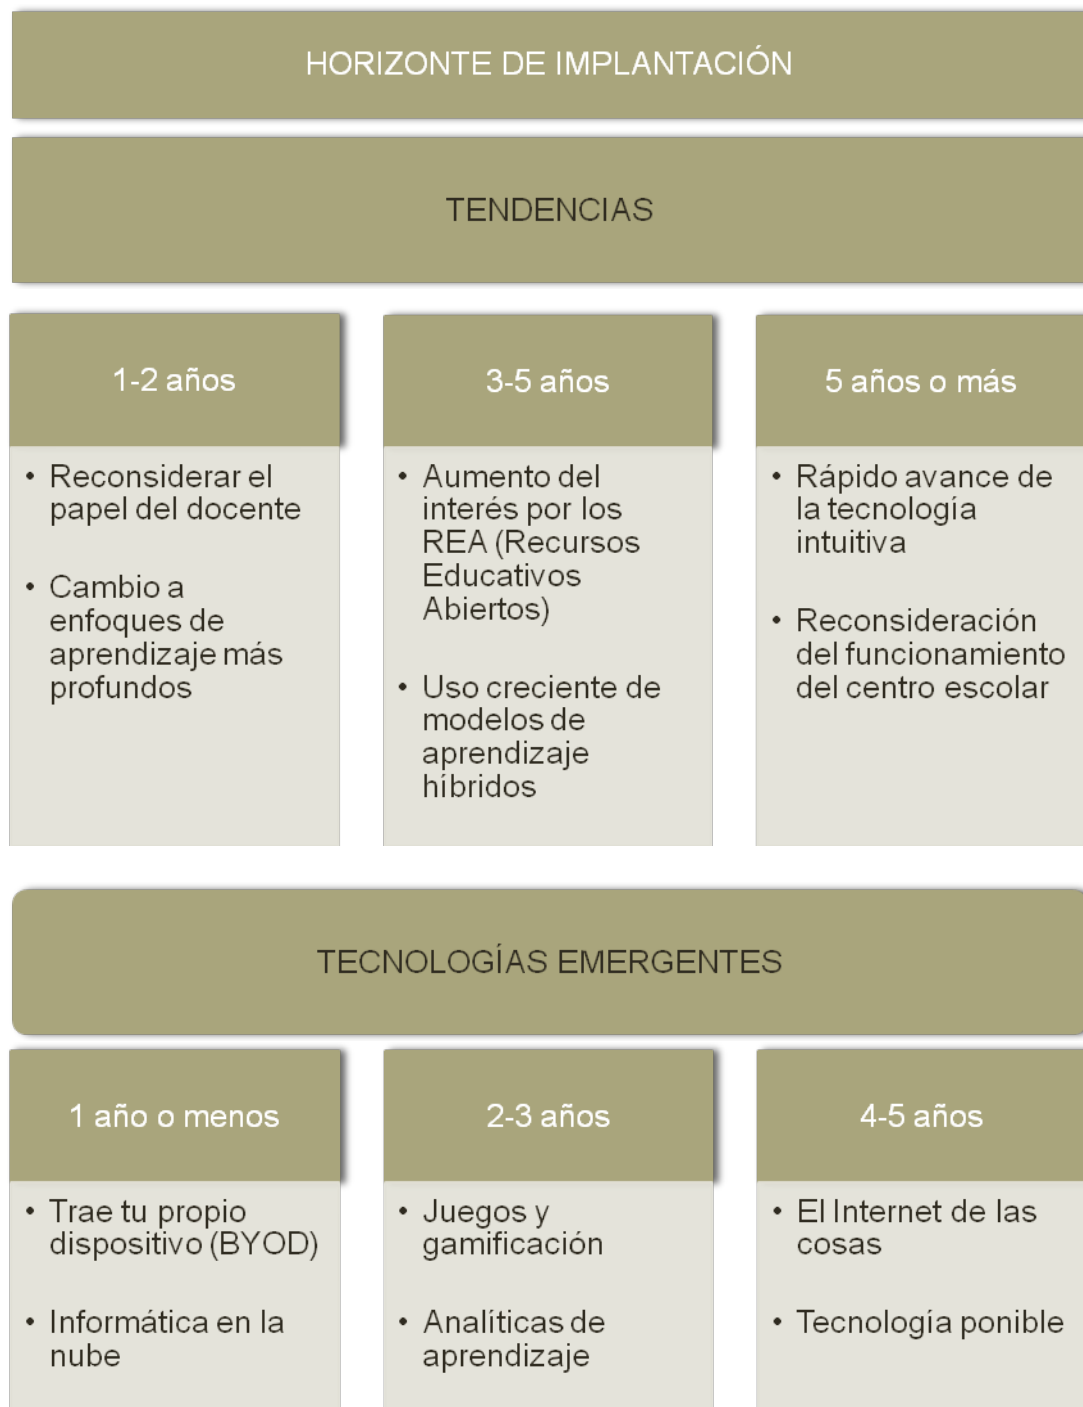 HORIZONTE DE IMPLANTACIÓN
TENDENCIAS
1-2 años
• Reconsiderar el
papel del docente
• Cambio a
enfoques de
aprendizaje más
profundos
3-5 años
• Aumento del
interés por los
REA (Recursos
Educativos
Abiertos)
• Uso creciente de
modelos de
aprendizaje
híbridos
5 años o más
• Rápido avance de
la tecnología
intuitiva
• Reconsideración
del funcionamiento
del centro escolar
TECNOLOGÍAS EMERGENTES
1 año o menos
• Trae tu propio
dispositivo (BYOD)
• Informática en la
nube
2-3 años
• Juegos y
gamificación
• Analíticas de
aprendizaje
4-5 años
• El Internet de las
cosas
• Tecnología ponible